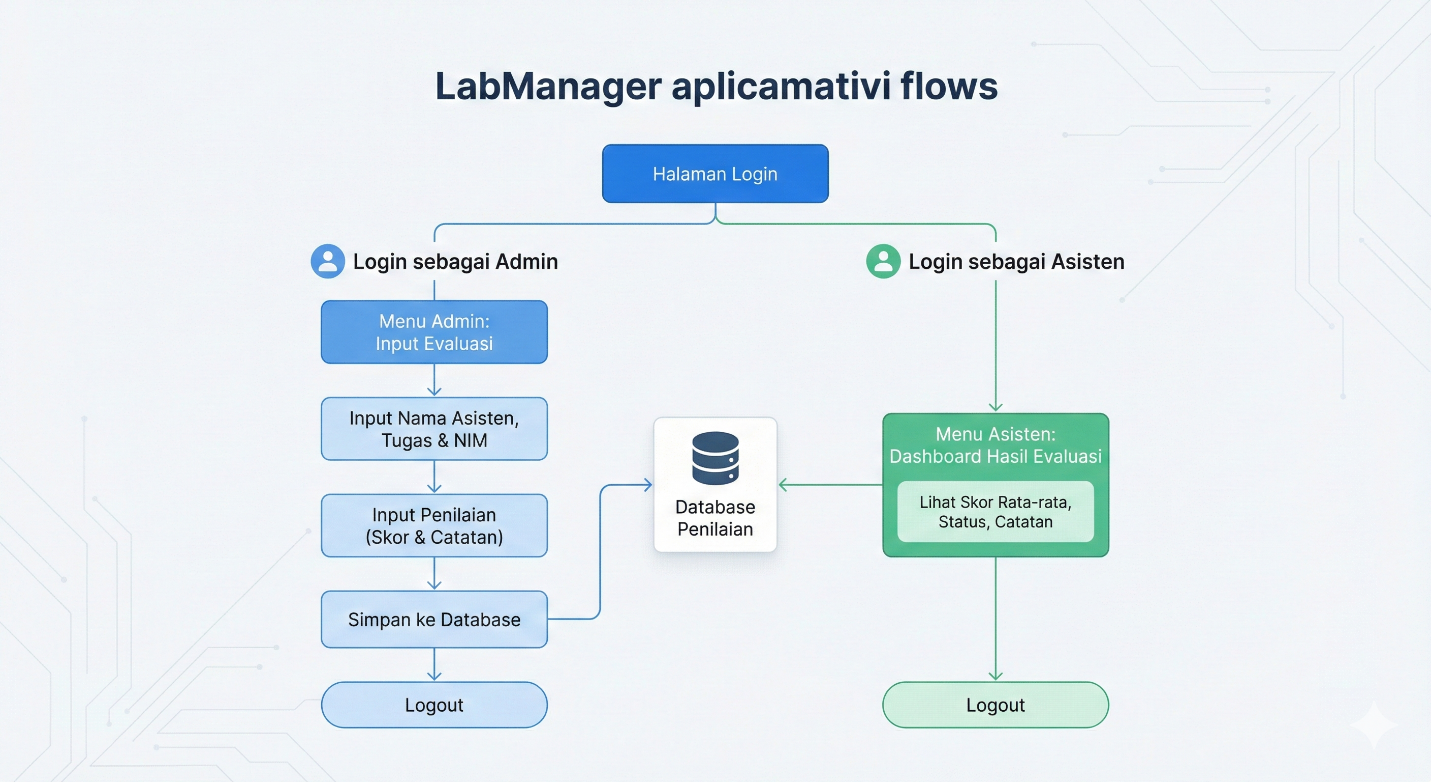 LabManager aplicamativi flows
Halaman Login
Login sebagai Admin
Login sebagai Asisten
Menu Admin:
Input Evaluasi
Input Nama Asisten,
Tugas & NIM
Input Penilaian
(Skor & Catatan)
Simpan ke Database
Logout
Database
Penilaian
Menu Asisten:
Dashboard Hasil Evaluasi
Lihat Skor Rata-rata,
Status, Catatan
Logout